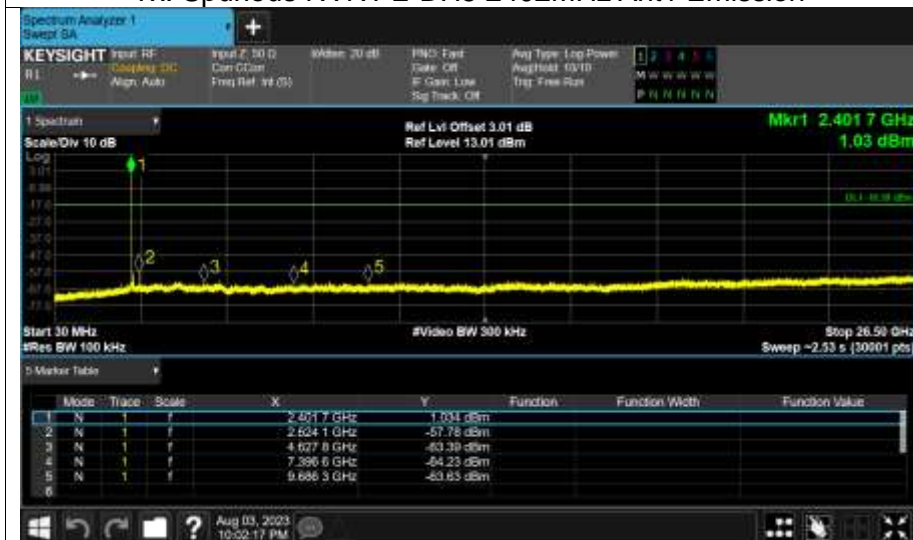 Spectrum Analyzer 1
Swept SA
+
KEYSIGHT Input: RF
Coupling: DC
Align: Auto
Input Z: 50 Ω
Corr CCorr
Freq Ref: Int (S)
#Atten: 20 dB
PNO: Fast
Gate: Off
IF Gain: Low
Sig Track: Off
Avg Type: Log-Power
Avg|Hold: 10/10
Trig: Free Run
1 2 3 4 5 6
M W W W W W
P N N N N N
1 Spectrum
Scale/Div 10 dB
Log
Ref Lvl Offset 3.01 dB
Ref Level 13.01 dBm
Mkr1 2.401 7 GHz
1.03 dBm
1
2
3
4
5
Start 30 MHz
#Res BW 100 kHz
#Video BW 300 kHz
Stop 26.50 GHz
Sweep ~2.53 s (30001 pts)
5 Marker Table
Mode Trace Scale X Y Function Function Width Function Value
1 N 1 f 2.401 7 GHz 1.034 dBm
2 N 1 f 2.624 1 GHz -57.78 dBm
3 N 1 f 4.627 8 GHz -63.39 dBm
4 N 1 f 7.396 6 GHz -64.23 dBm
5 N 1 f 9.686 3 GHz -63.63 dBm
6
?
Aug 03, 2023
10:02:17 PM